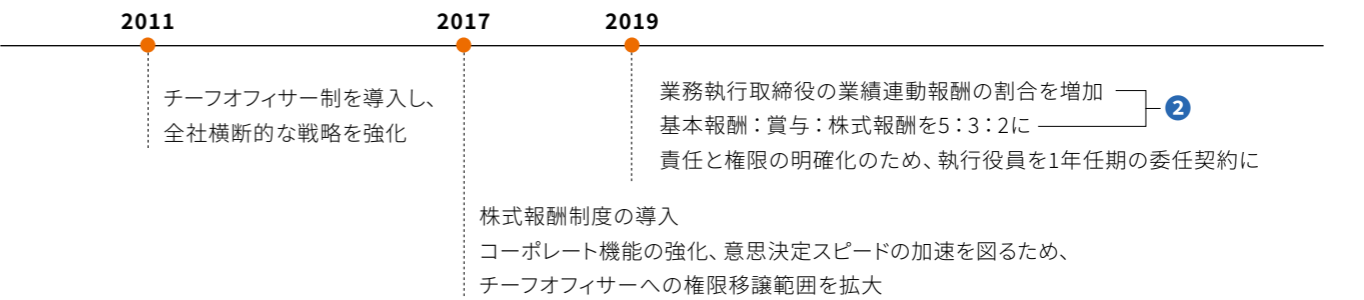 2011
チーフオフィサー制を導入し、
全社横断的な戦略を強化
2017
株式報酬制度の導入
コーポレート機能の強化、意思決定スピードの加速を図るため、
チーフオフィサーへの権限移譲範囲を拡大
2019
業務執行取締役の業績連動報酬の割合を増加
基本報酬：賞与：株式報酬を5：3：2に
2
責任と権限の明確化のため、執行役員を1年任期の委任契約に